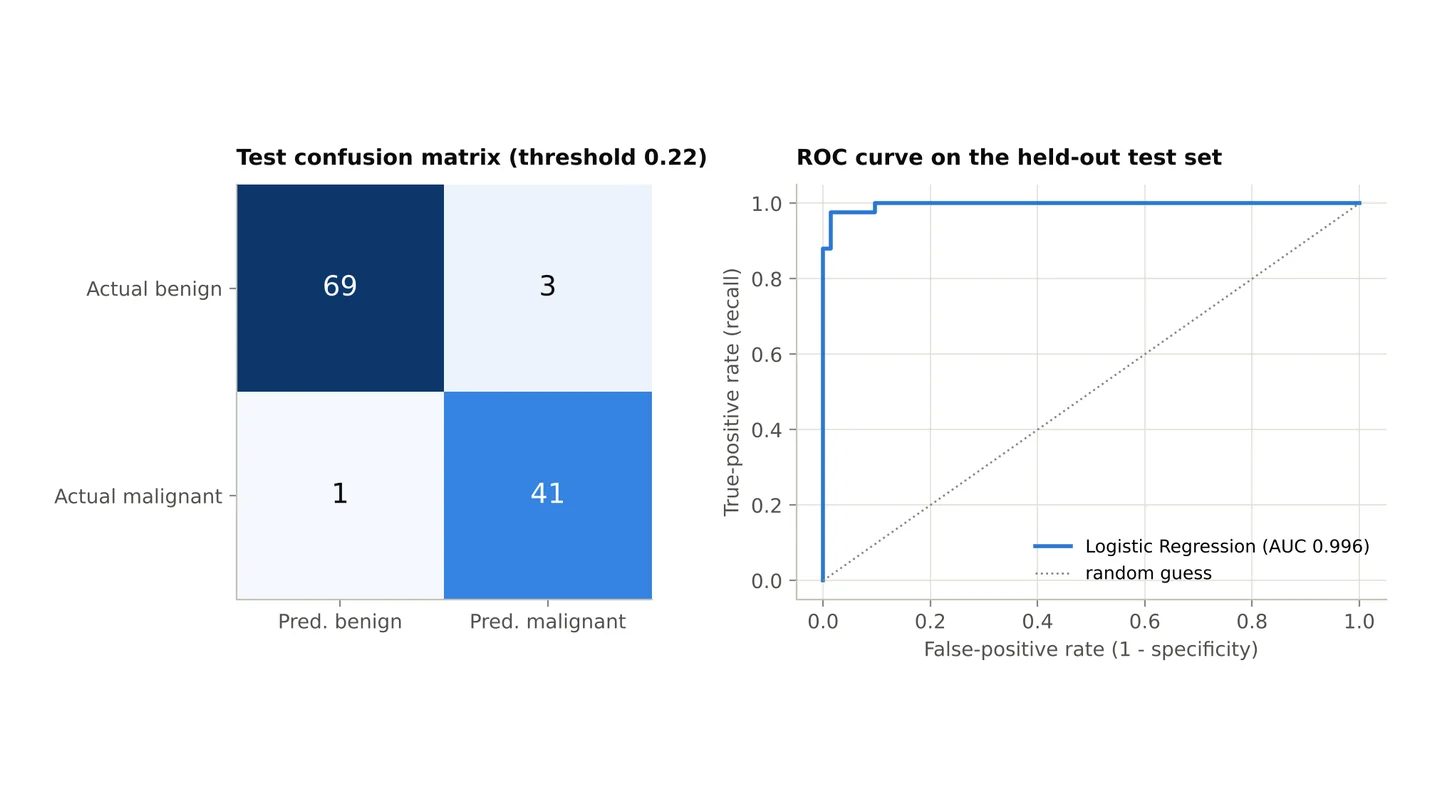 Test confusion matrix (threshold 0.22)
Actual benign
69
3
Actual malignant
1
41
Pred. benign
Pred. malignant
ROC curve on the held-out test set
True-positive rate (recall)
1.0
0.8
0.6
0.4
0.2
0.0
Logistic Regression (AUC 0.996)
random guess
0.0
0.2
0.4
0.6
0.8
1.0
False-positive rate (1 - specificity)